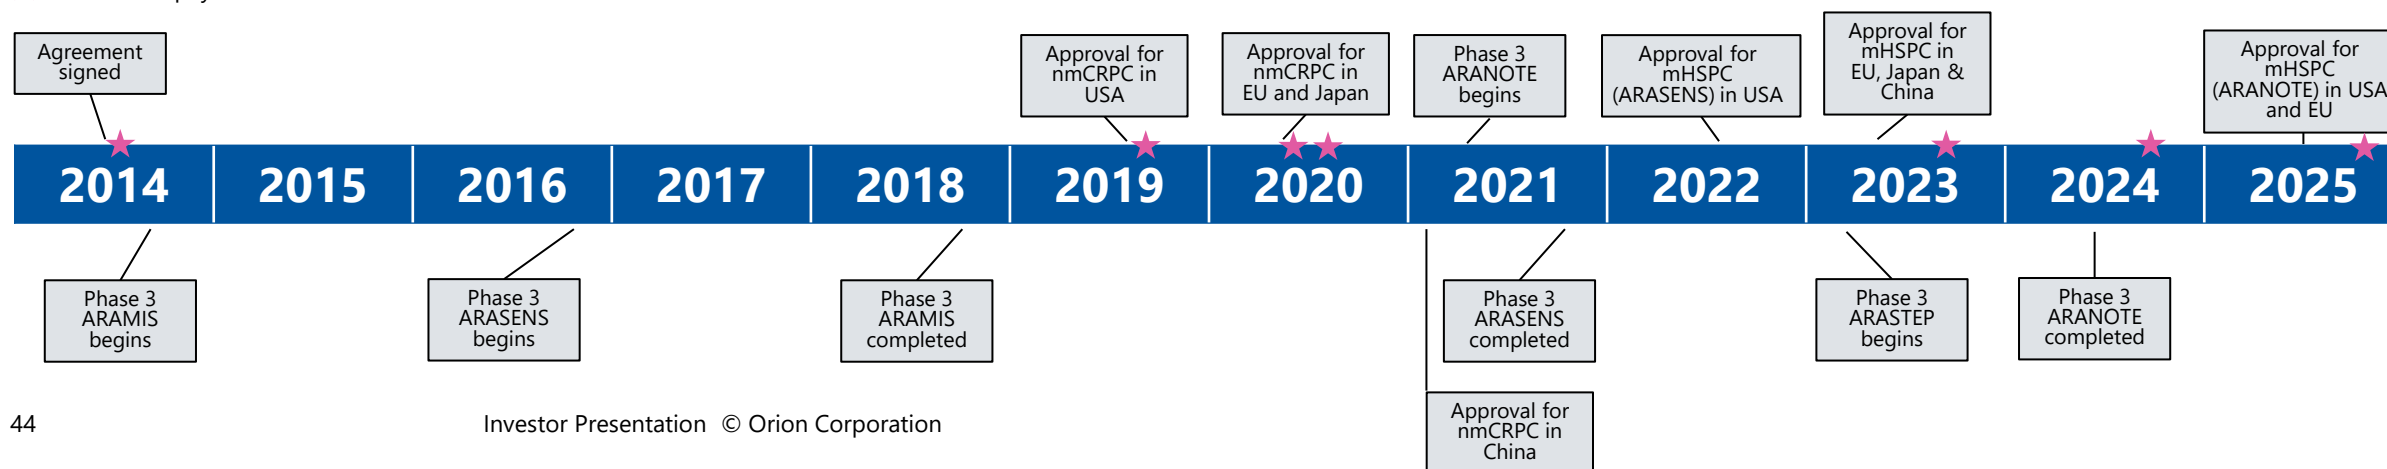 Agreement
signed
Approval for
nmCRPC in
USA
Approval for
nmCRPC in
EU and Japan
Phase 3
ARANOTE
begins
Approval for
mHSPC
(ARASENS) in USA
Approval for
mHSPC in
EU, Japan &
China
Approval for
mHSPC
(ARANOTE) in USA
and EU
2014
2015
2016
2017
2018
2019
2020
2021
2022
2023
2024
2025
Phase 3
ARAMIS
begins
Phase 3
ARASENS
begins
Phase 3
ARAMIS
completed
Phase 3
ARASENS
completed
Phase 3
ARASTEP
begins
Phase 3
ARANOTE
completed
Approval for
nmCRPC in
China
44
Investor Presentation © Orion Corporation